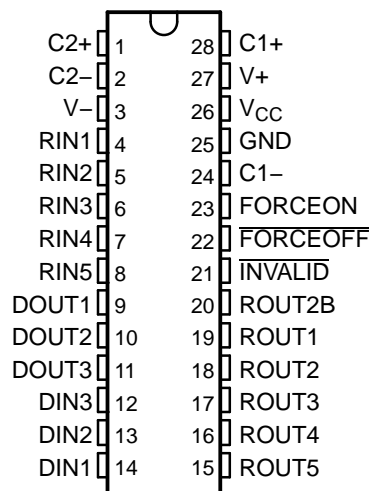 C2+ 1 28 C1+
C2− 2 27 V+
V− 3 26 VCC
RIN1 4 25 GND
RIN2 5 24 C1−
RIN3 6 23 FORCEON
RIN4 7 22 FORCEOFF
RIN5 8 21 INVALID
DOUT1 9 20 ROUT2B
DOUT2 10 19 ROUT1
DOUT3 11 18 ROUT2
DIN3 12 17 ROUT3
DIN2 13 16 ROUT4
DIN1 14 15 ROUT5